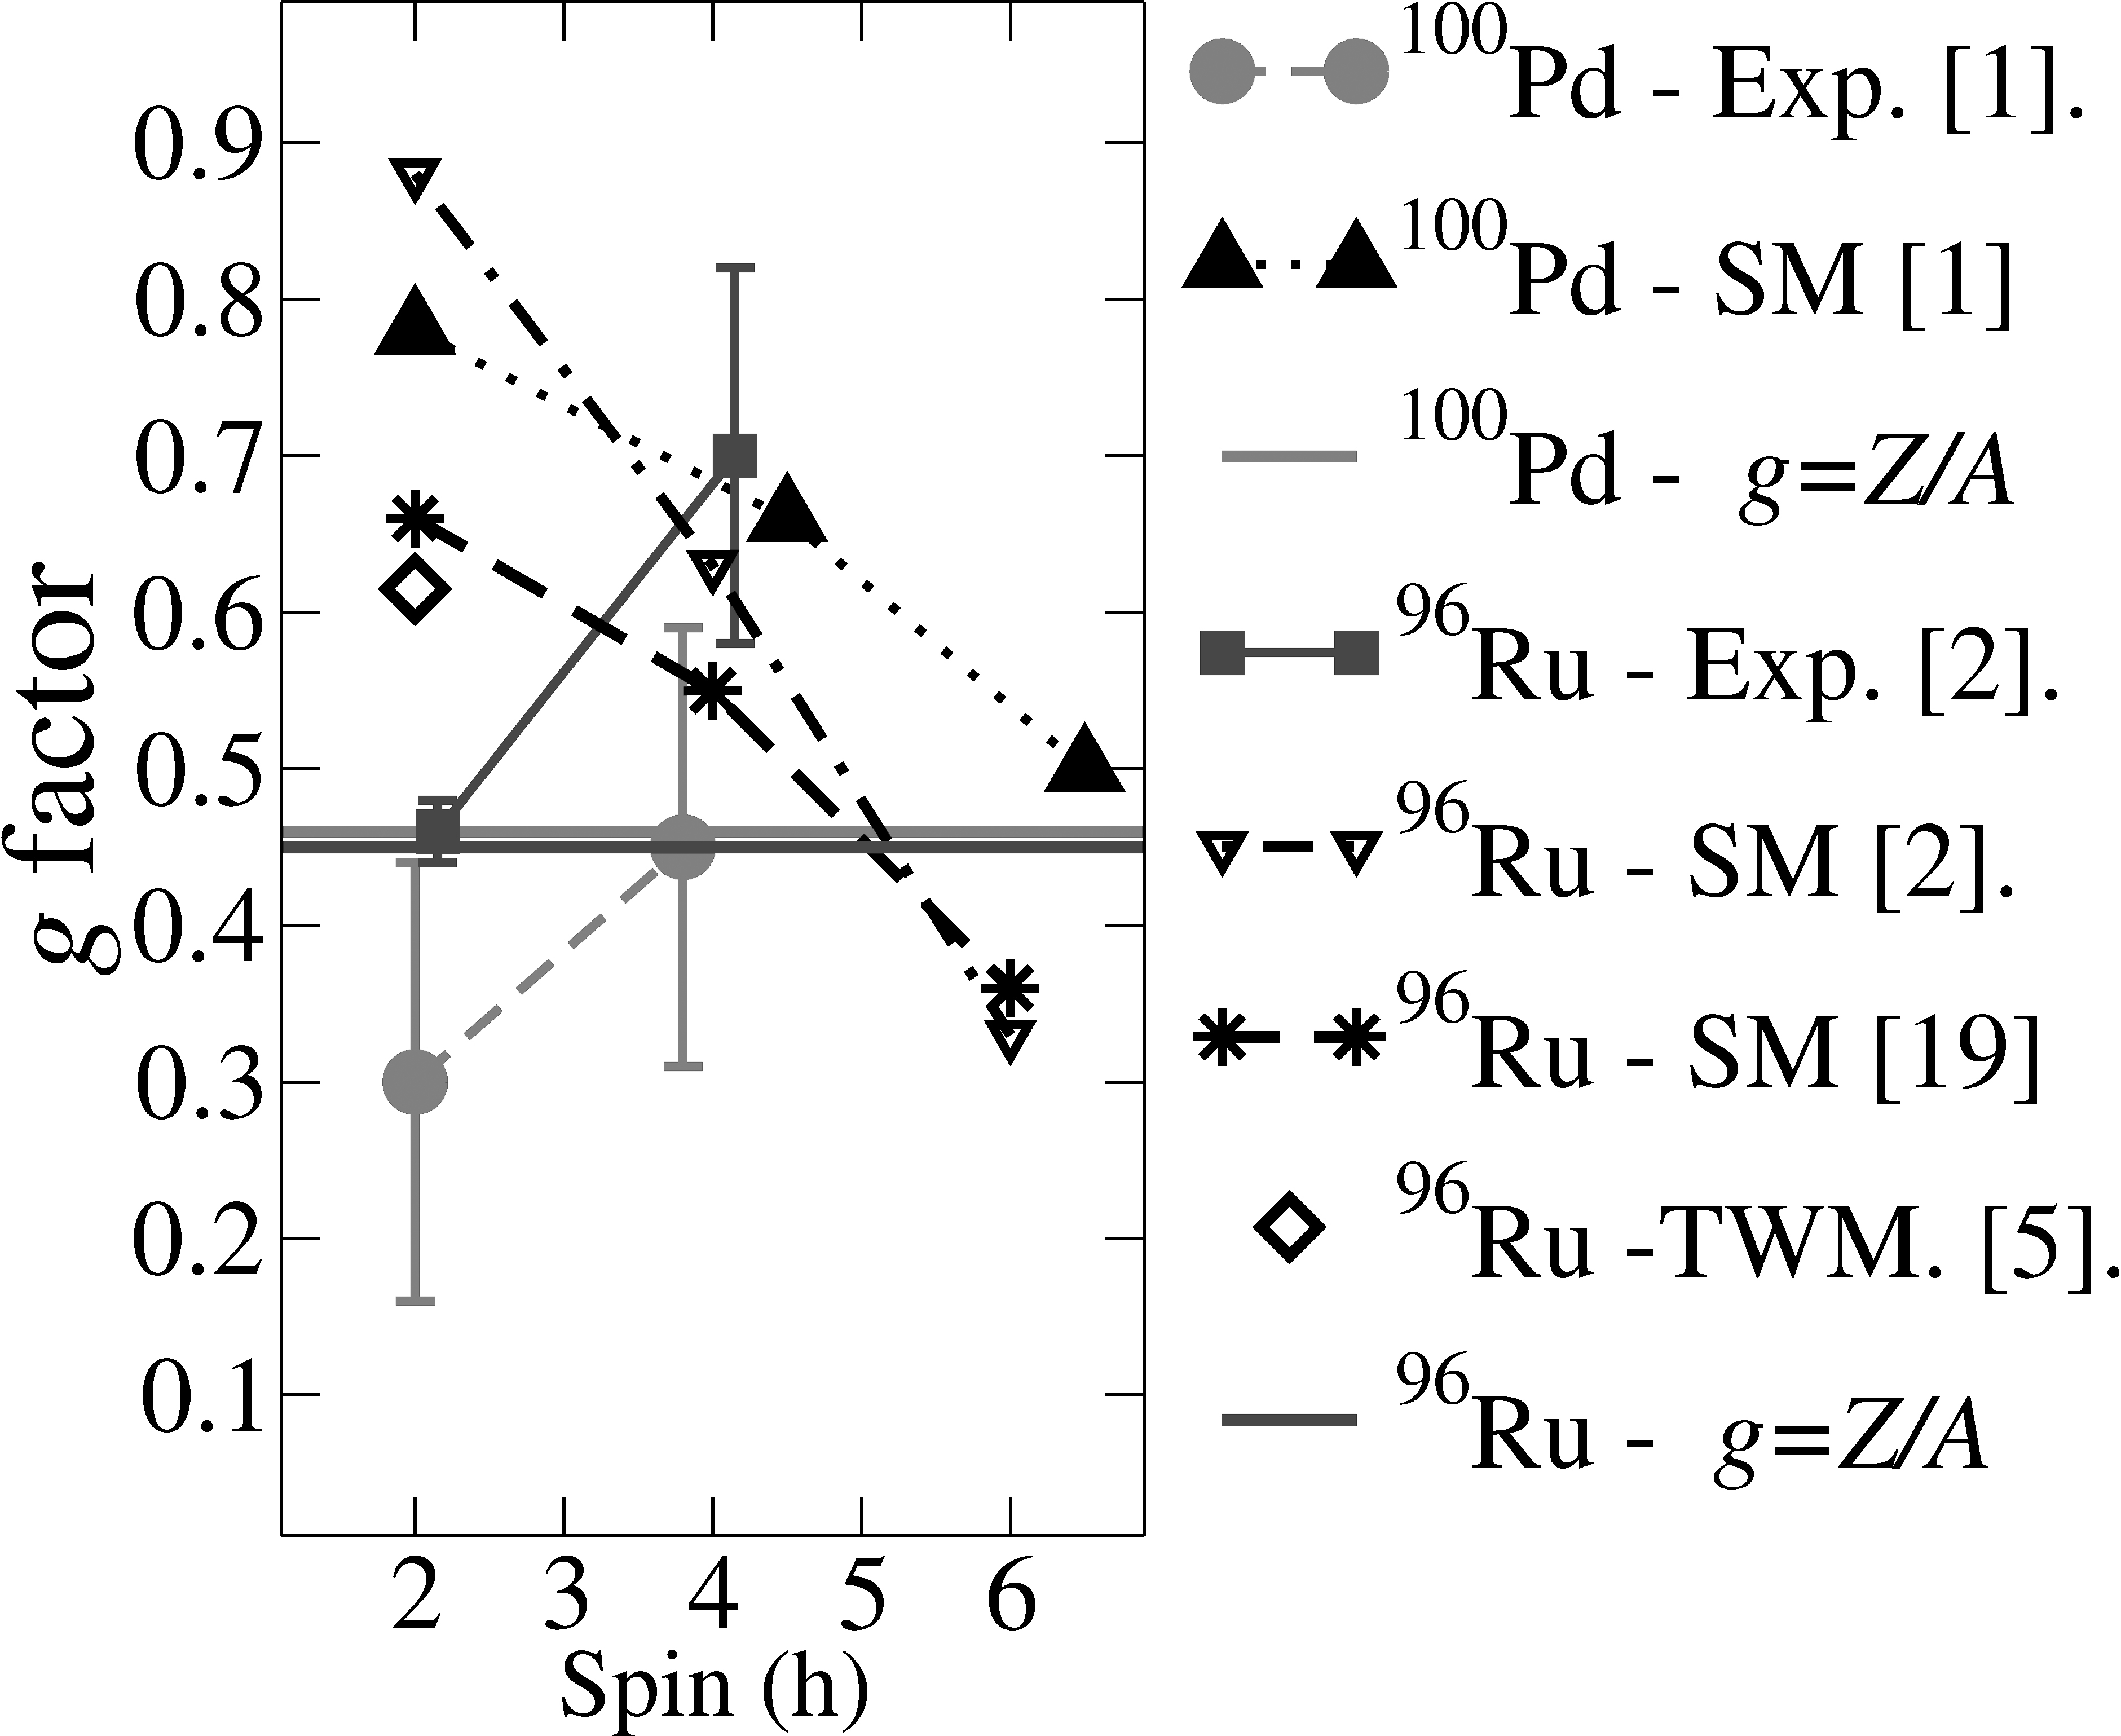 g factor
0.9
0.8
0.7
0.6
0.5
0.4
0.3
0.2
0.1
2 3 4 5 6
Spin (h)
¹⁰⁰Pd - Exp. [1].
¹⁰⁰Pd - SM [1]
¹⁰⁰Pd - g=Z/A
⁹⁶Ru - Exp. [2].
⁹⁶Ru - SM [2].
⁹⁶Ru - SM [19]
⁹⁶Ru -TWM. [5].
⁹⁶Ru - g=Z/A